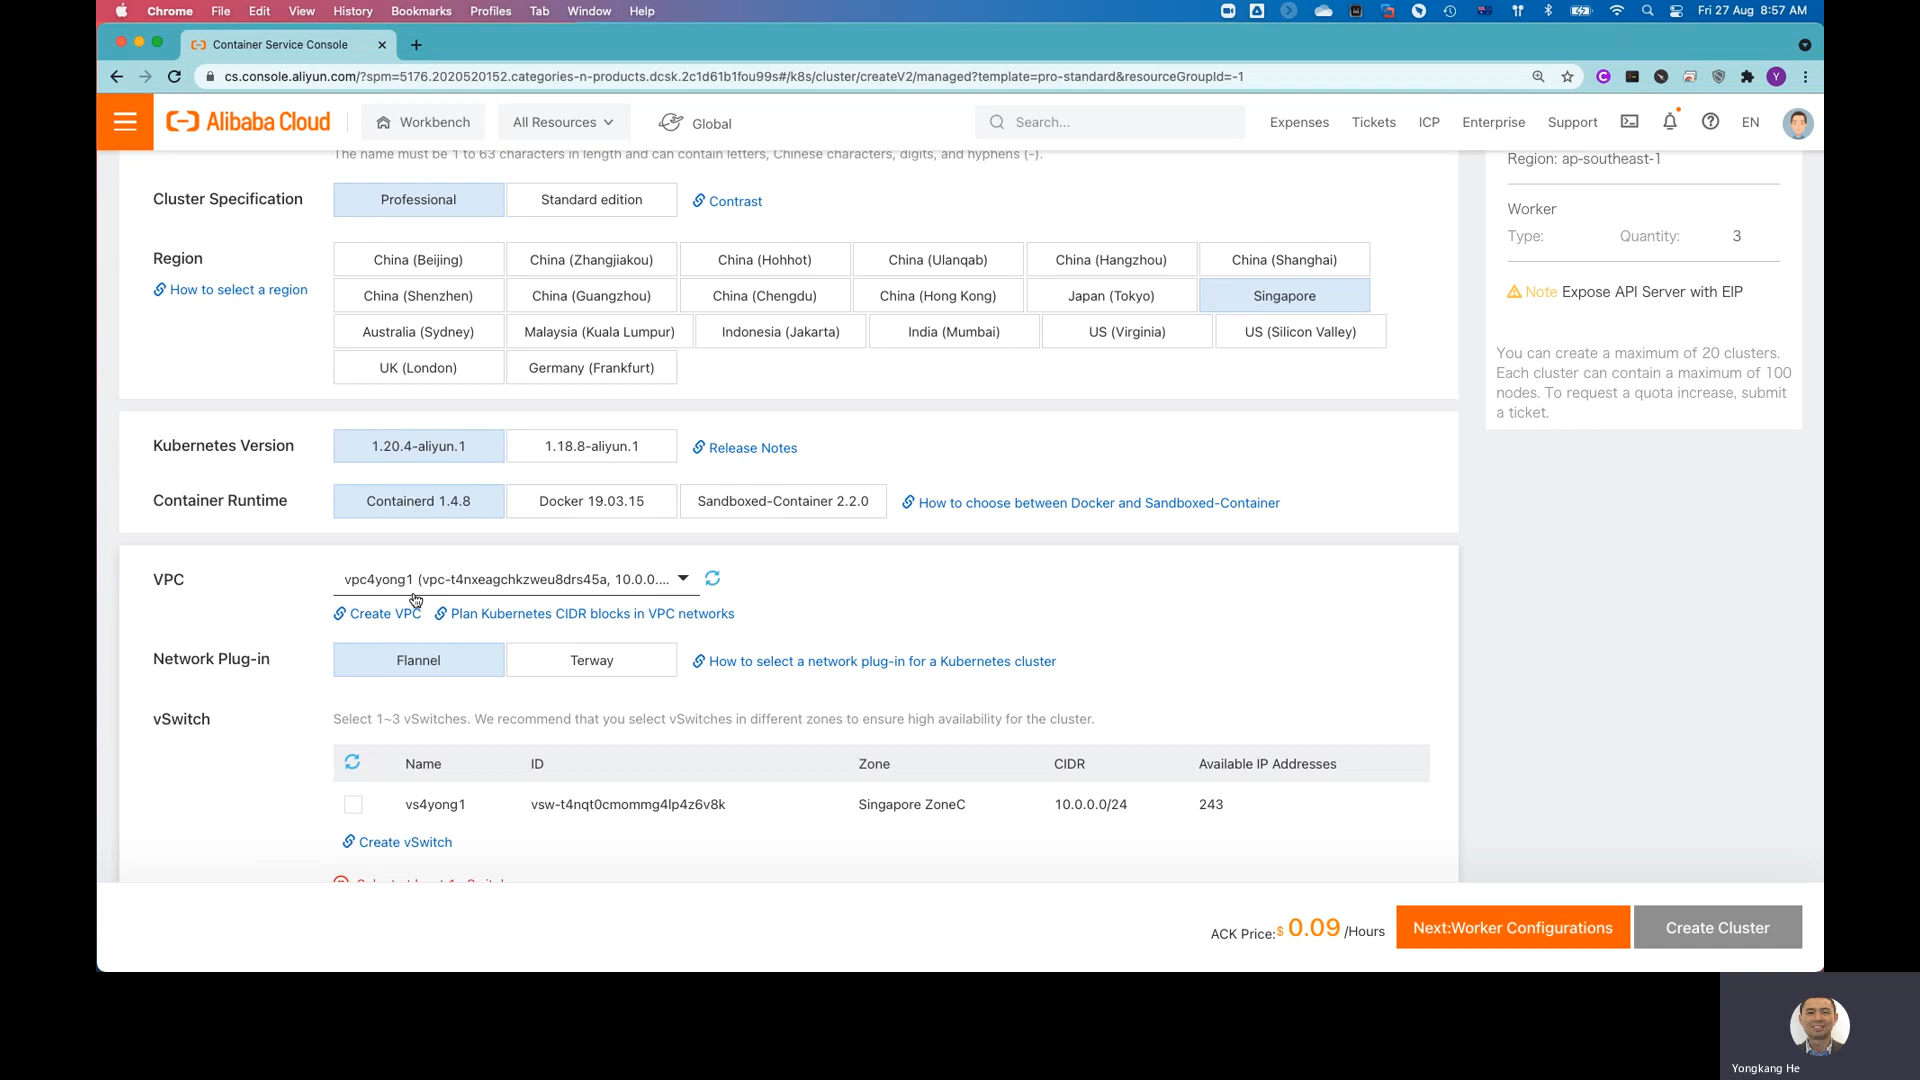 Chrome File Edit View History Bookmarks Profiles Tab Window Help Fri 27 Aug 8:57 AM
Container Service Console
cs.console.aliyun.com/?spm=5176.2020520152.categories-n-products.dcsk.2c1d61b1fou99s#/k8s/cluster/createV2/managed?template=pro-standard&resourceGroupId=-1
Y
Alibaba Cloud Workbench All Resources Global Search... Expenses Tickets ICP Enterprise Support EN
The name must be 1 to 63 characters in length and can contain letters, Chinese characters, digits, and hyphens (-).
Cluster Specification Professional Standard edition Contrast
Region China (Beijing) China (Zhangjiakou) China (Hohhot) China (Ulanqab) China (Hangzhou) China (Shanghai)
How to select a region China (Shenzhen) China (Guangzhou) China (Chengdu) China (Hong Kong) Japan (Tokyo) Singapore
Australia (Sydney) Malaysia (Kuala Lumpur) Indonesia (Jakarta) India (Mumbai) US (Virginia) US (Silicon Valley)
UK (London) Germany (Frankfurt)
Kubernetes Version 1.20.4-aliyun.1 1.18.8-aliyun.1 Release Notes
Container Runtime Containerd 1.4.8 Docker 19.03.15 Sandboxed-Container 2.2.0 How to choose between Docker and Sandboxed-Container
VPC vpc4yong1 (vpc-t4nxeagchkzweu8drs45a, 10.0.0....
Create VPC Plan Kubernetes CIDR blocks in VPC networks
Network Plug-in Flannel Terway How to select a network plug-in for a Kubernetes cluster
vSwitch Select 1~3 vSwitches. We recommend that you select vSwitches in different zones to ensure high availability for the cluster.
Name ID Zone CIDR Available IP Addresses
vs4yong1 vsw-t4nqt0cmommg4lp4z6v8k Singapore ZoneC 10.0.0.0/24 243
Create vSwitch
Region: ap-southeast-1
Worker
Type: Quantity: 3
Note Expose API Server with EIP
You can create a maximum of 20 clusters.
Each cluster can contain a maximum of 100
nodes. To request a quota increase, submit
a ticket.
ACK Price:$ 0.09 /Hours Next:Worker Configurations Create Cluster
Yongkang He